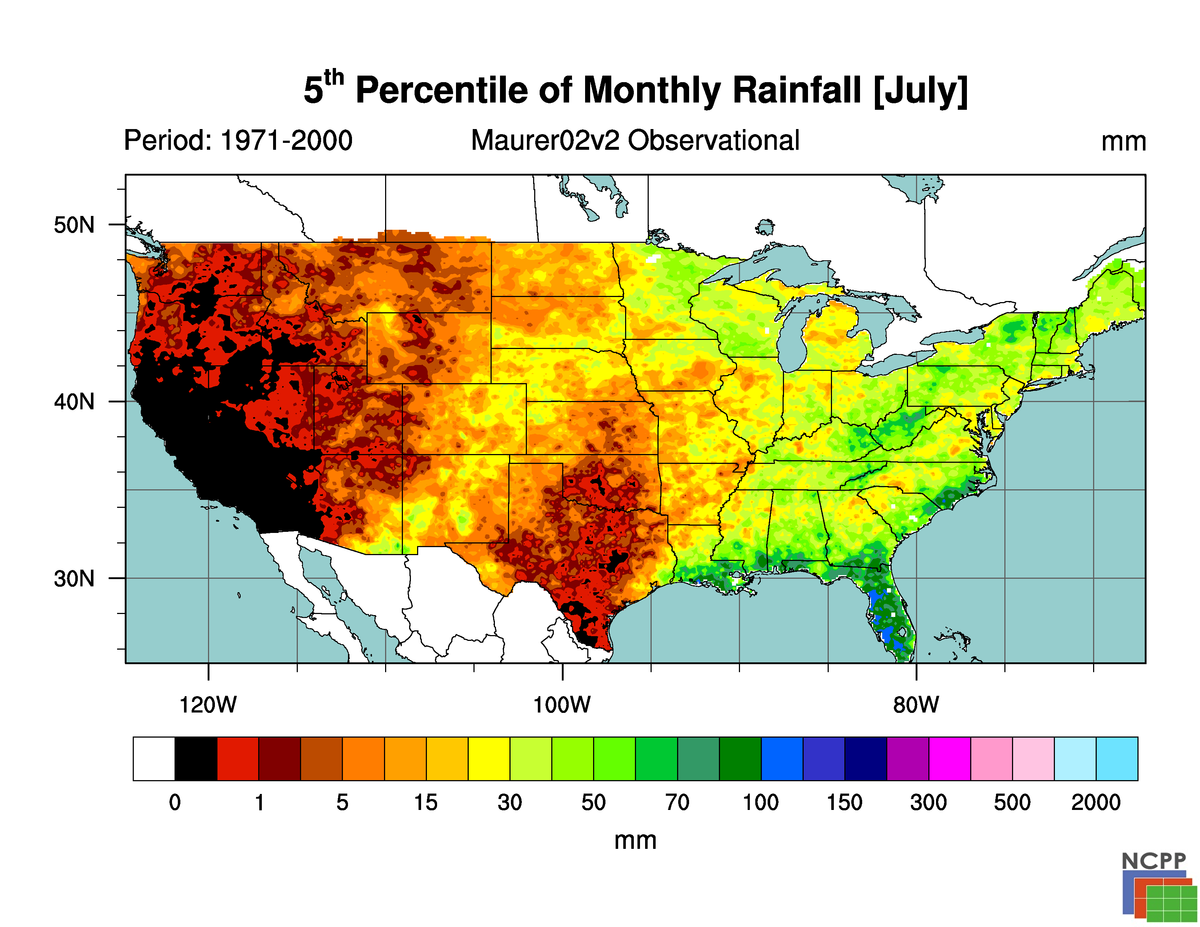 5th Percentile of Monthly Rainfall [July]
Period: 1971-2000 Maurer02v2 Observational mm
50N
40N
30N
120W 100W 80W
0 1 5 15 30 50 70 100 150 300 500 2000
mm
NCPP